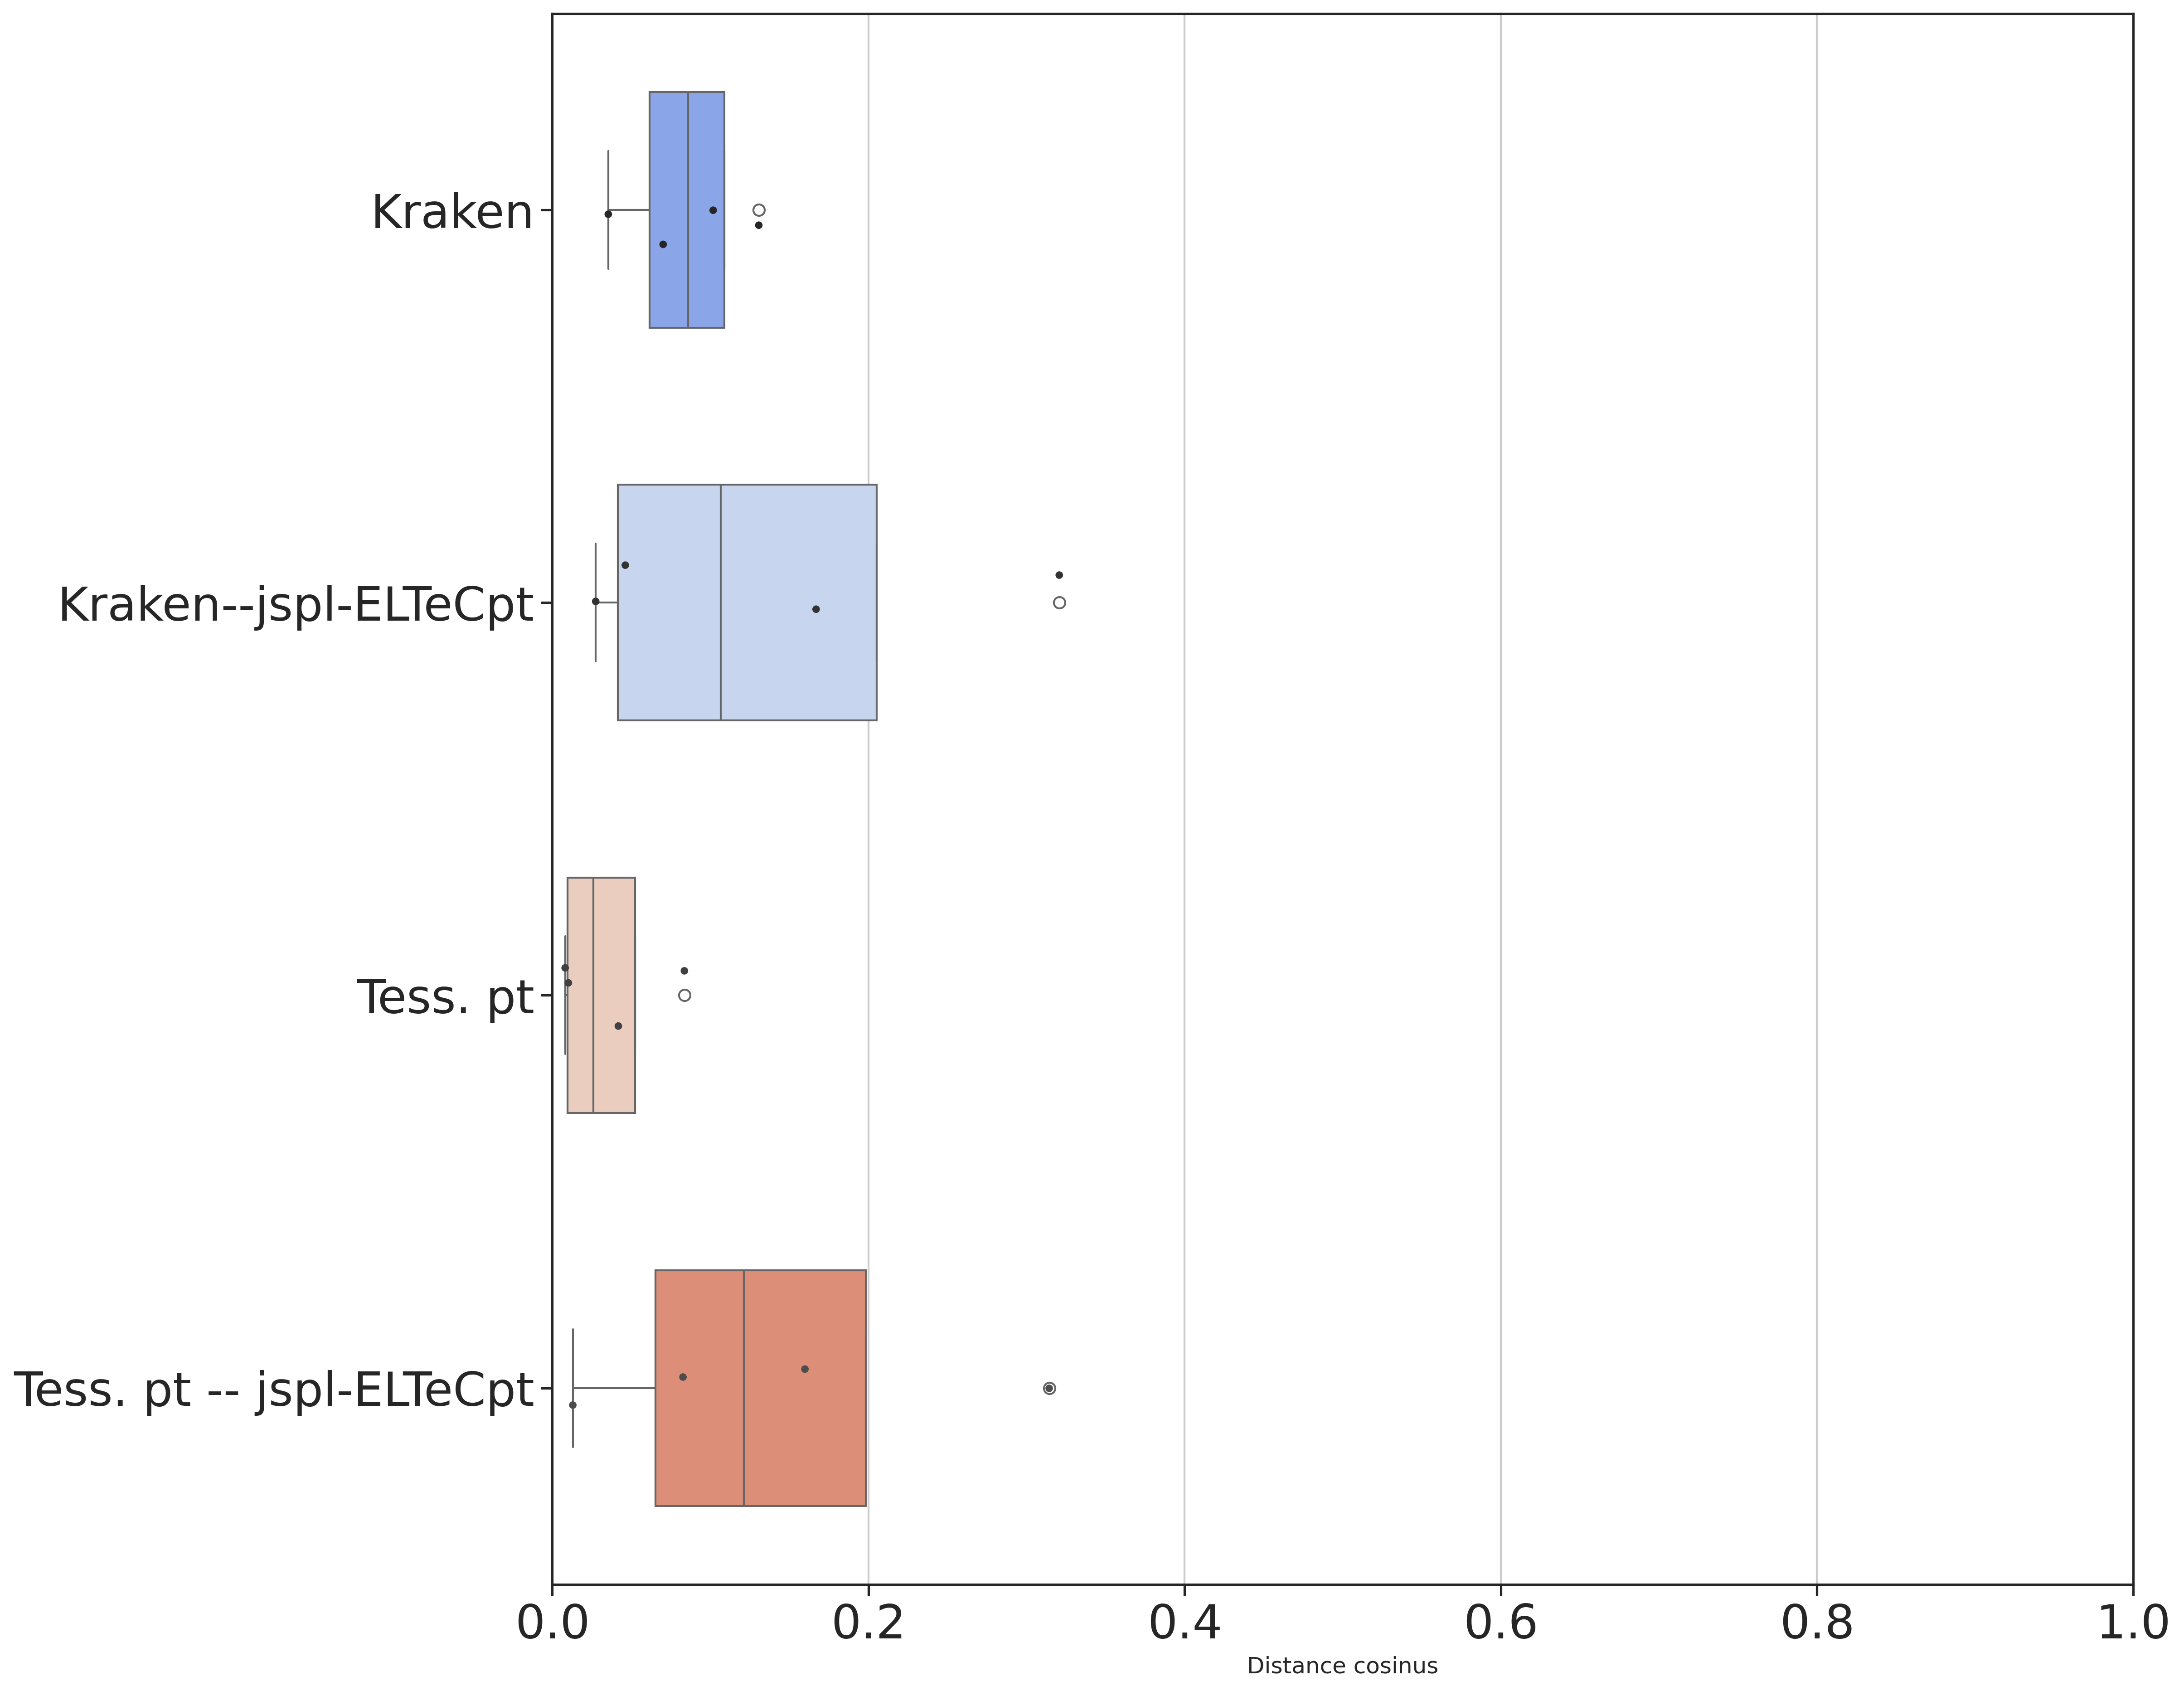 Kraken
Kraken--jspl-ELTeCpt
Tess. pt
Tess. pt -- jspl-ELTeCpt
0.0 0.2 0.4 0.6 0.8 1.0
Distance cosinus